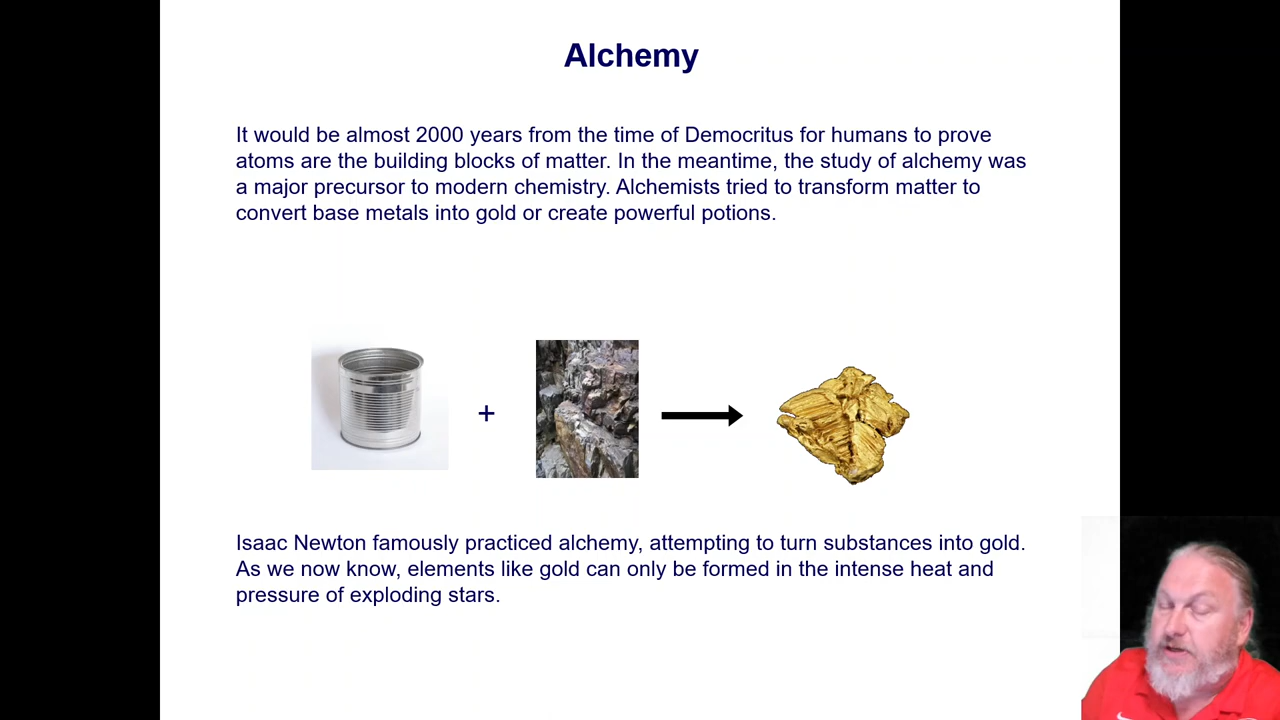 Alchemy
It would be almost 2000 years from the time of Democritus for humans to prove
atoms are the building blocks of matter. In the meantime, the study of alchemy was
a major precursor to modern chemistry. Alchemists tried to transform matter to
convert base metals into gold or create powerful potions.
+
Isaac Newton famously practiced alchemy, attempting to turn substances into gold.
As we now know, elements like gold can only be formed in the intense heat and
pressure of exploding stars.